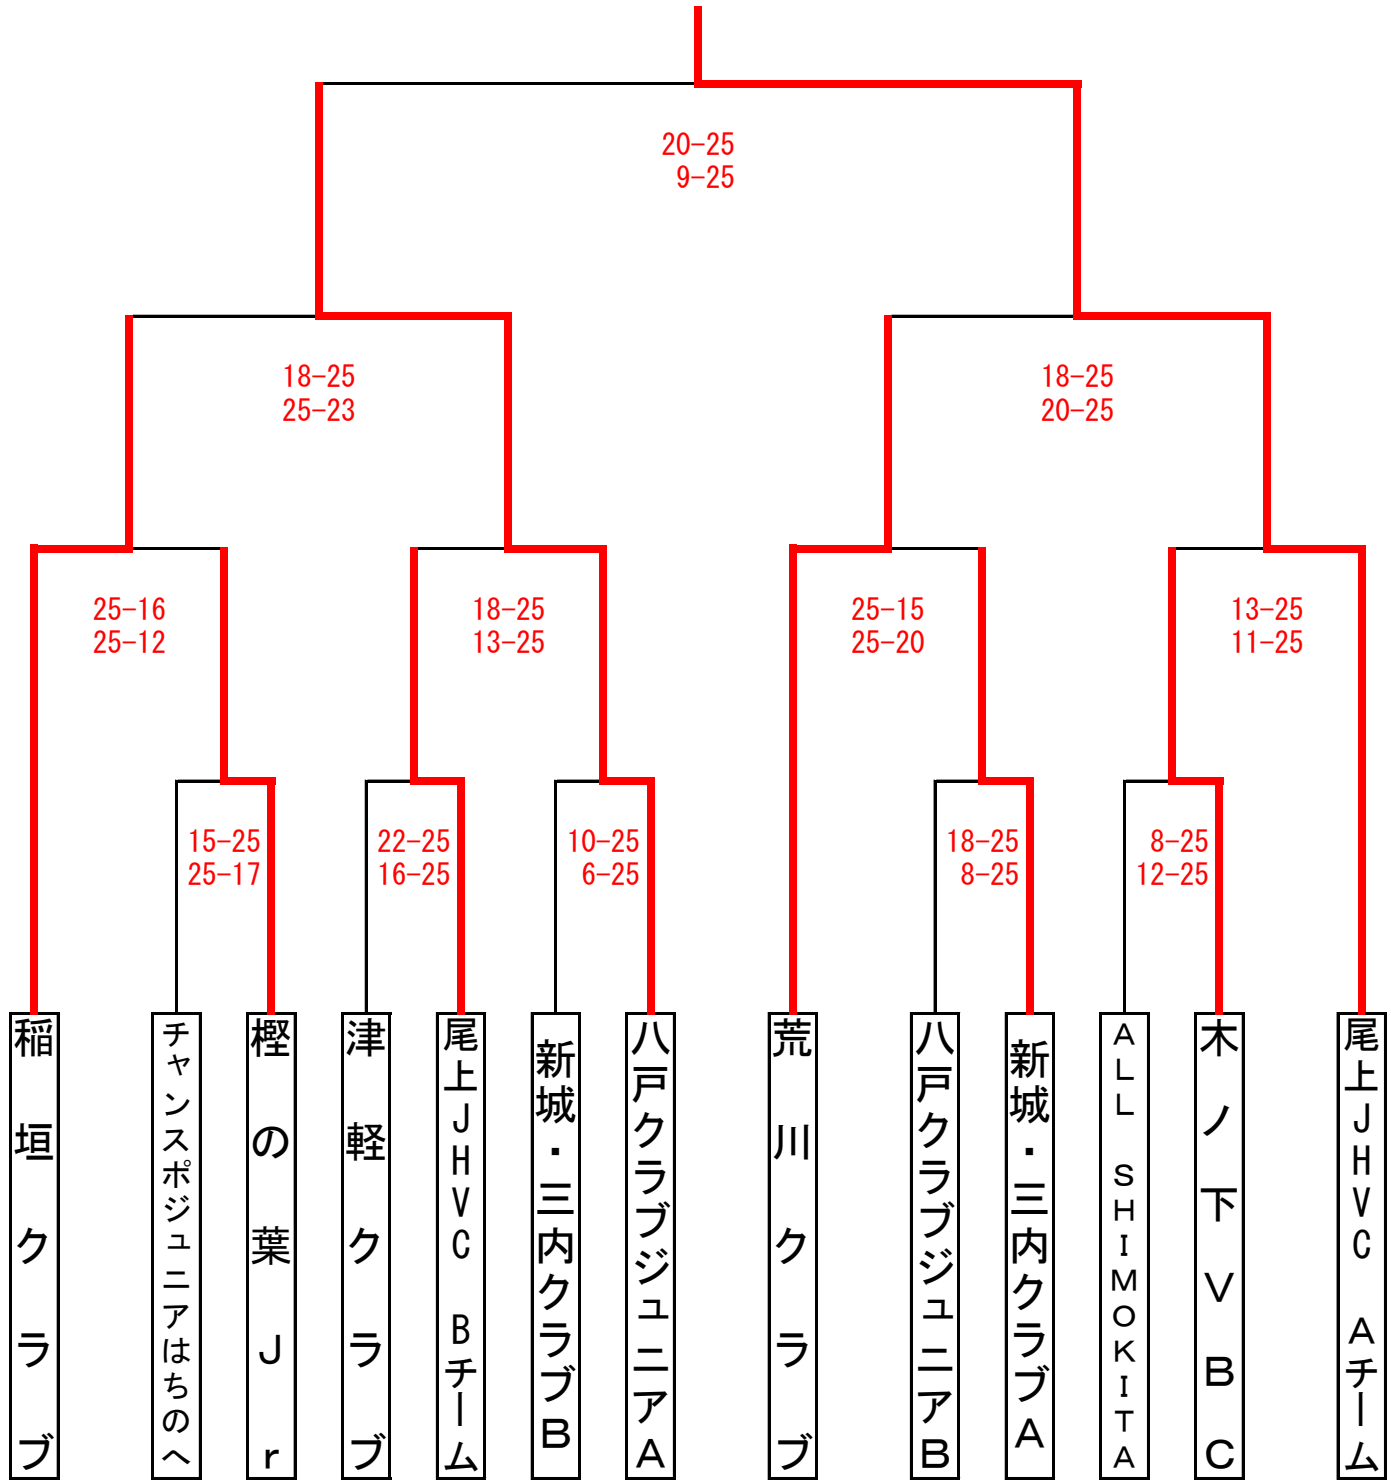 20-25
9-25
18-25
25-23
18-25
20-25
25-16
25-12
18-25
13-25
25-15
25-20
13-25
11-25
15-25
25-17
22-25
16-25
10-25
6-25
18-25
8-25
8-25
12-25
稲垣クラブ
チャンスポジュニアはちのへ
樫の葉Jr
津軽クラブ
尾上JHVC Bチーム
新城・三内クラブB
八戸クラブジュニアA
荒川クラブ
八戸クラブジュニアB
新城・三内クラブA
ALL SHIMOKITA
木ノ下VBC
尾上JHVC Aチーム